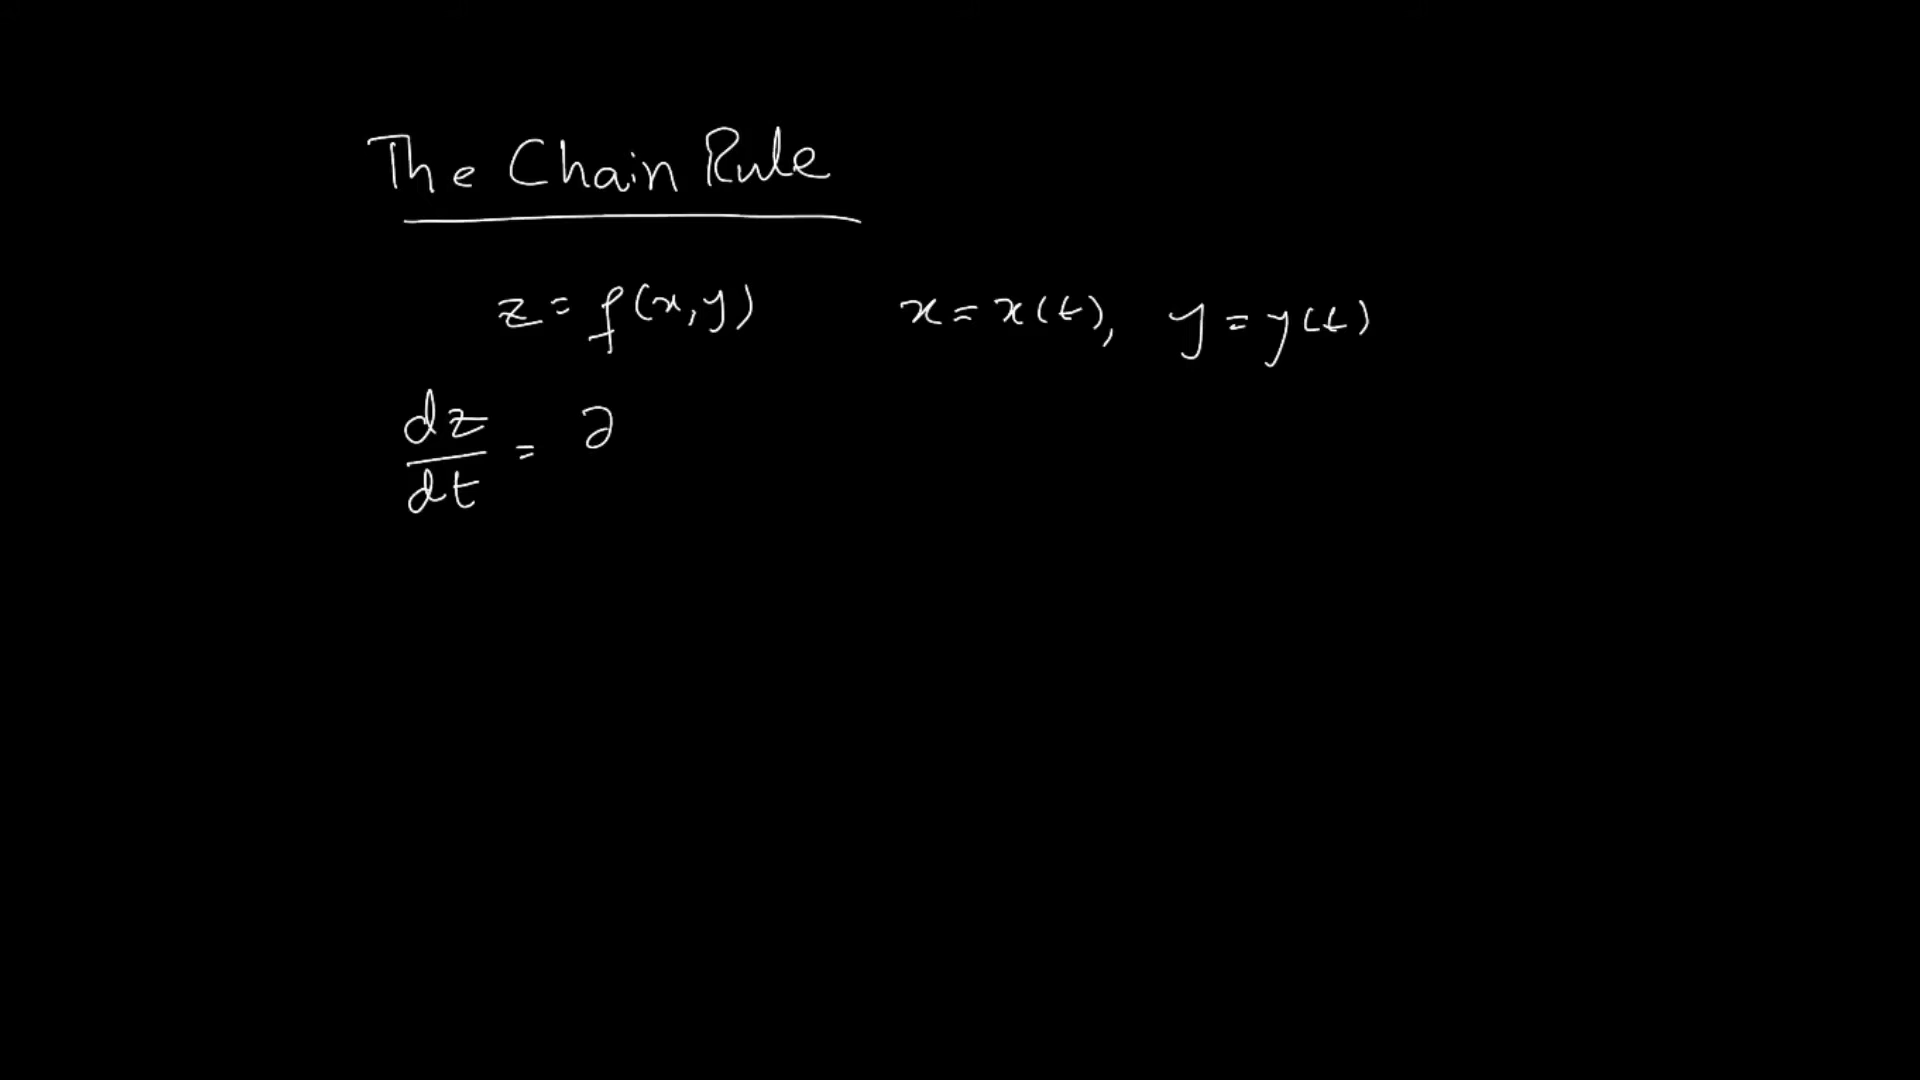 The Chain Rule
z = f(x, y) x = x(t), y = y(t)
dz/dt = ∂